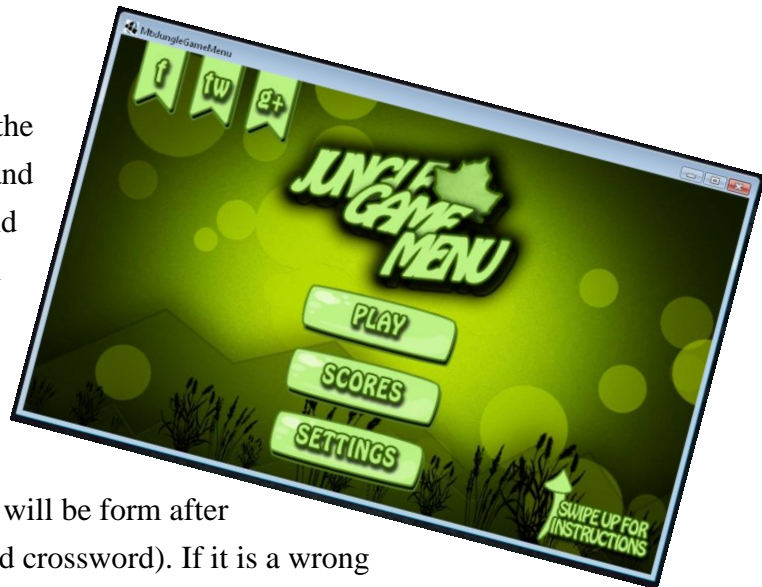 MtxJungleGameMenu
f tw g+
the
and
JUNGLE
GAME
MENU
PLAY
SCORES
SETTINGS
SWIPE UP FOR
INSTRUCTIONS
will be form after
crossword). If it is a wrong